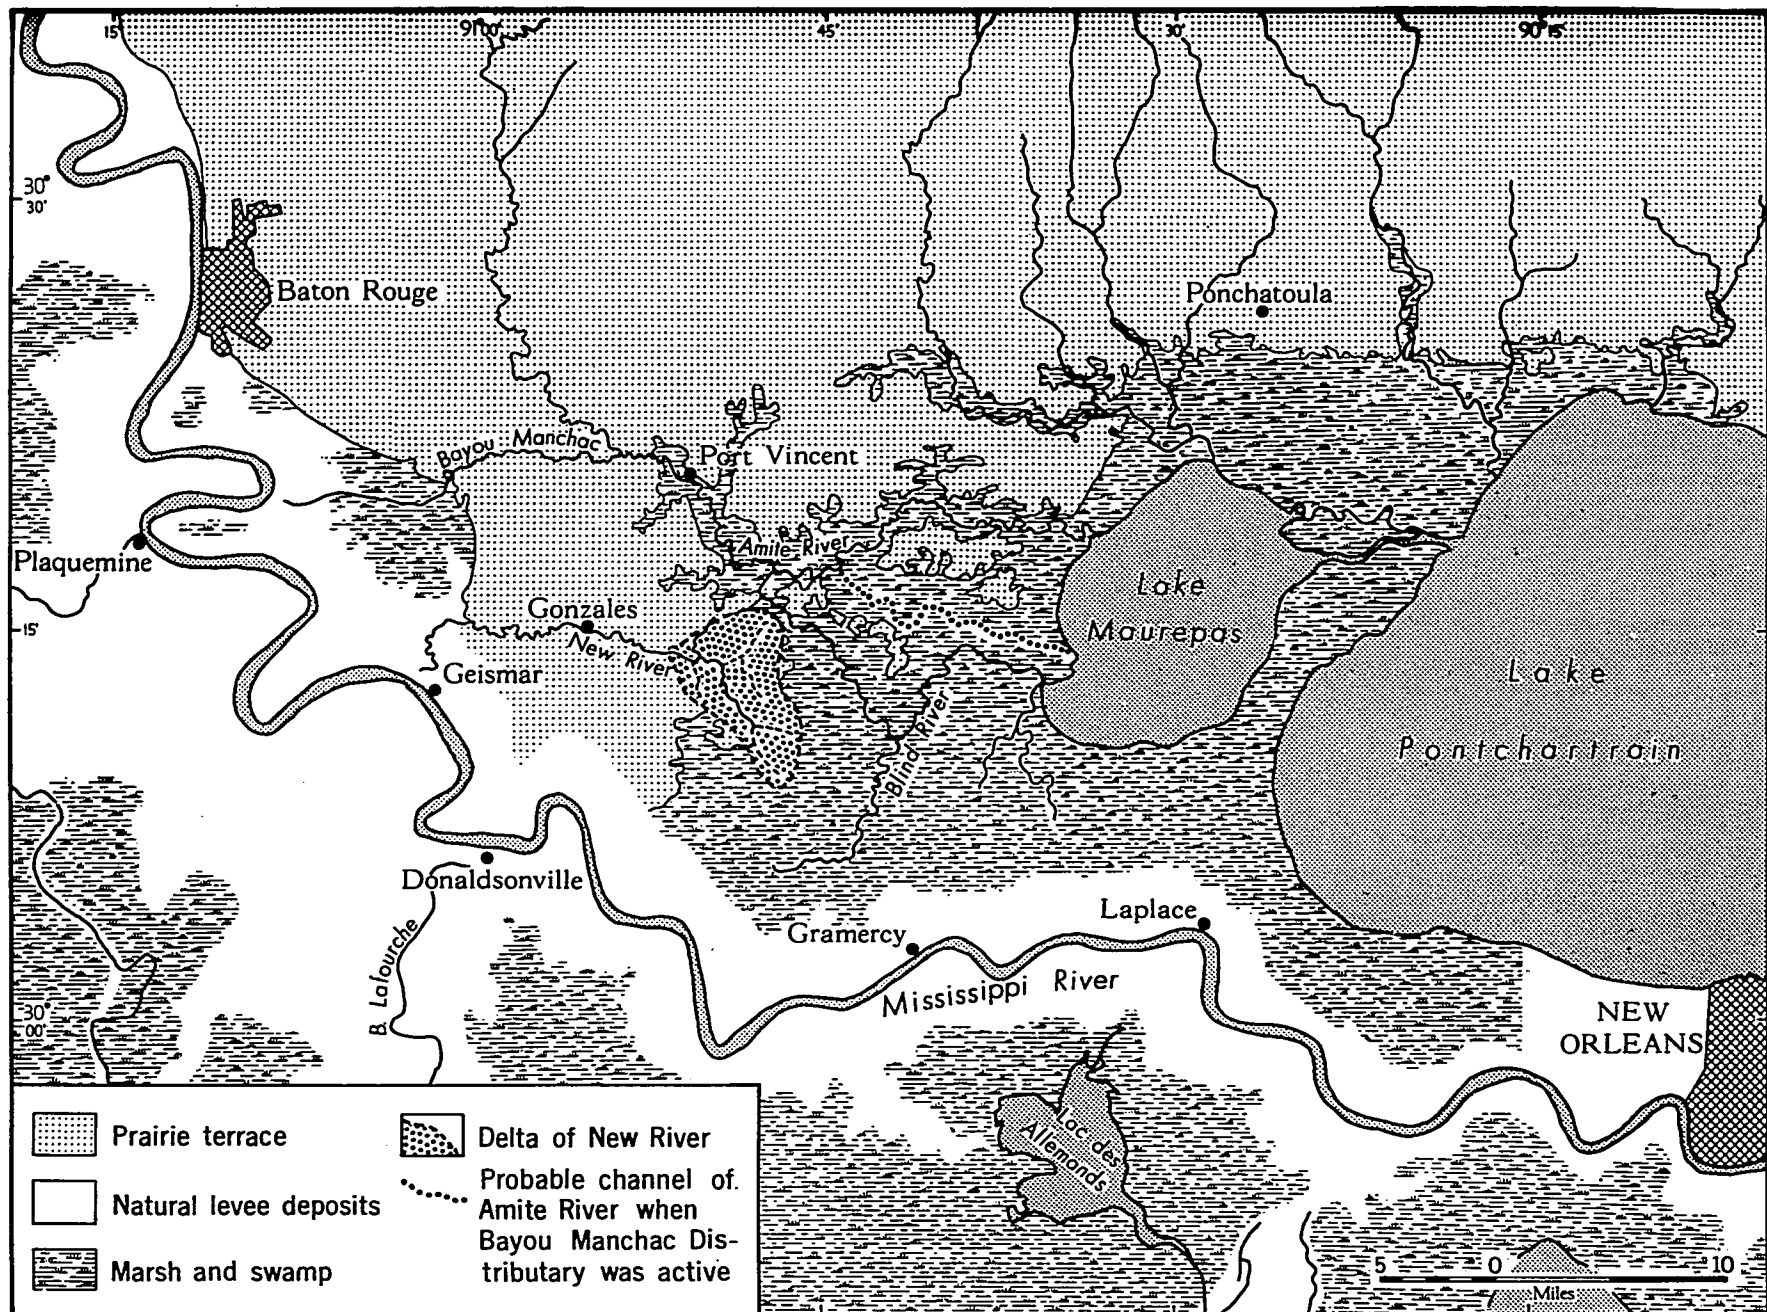 15'
91°00'
45'
30'
90°15'
30°
30'
Baton Rouge
Ponchatoula
Bayou Manchac
Port Vincent
Plaquemine
Amite River
Lake
Maurepas
15'
Gonzales
New River
Geismar
Lake
Pontchartrain
Blind River
Donaldsonville
Laplace
Gramercy
B. Lafourche
Mississippi River
30°
00'
NEW
ORLEANS
Lac des
Allemands
Prairie terrace
Natural levee deposits
Marsh and swamp
Delta of New River
Probable channel of
Amite River when
Bayou Manchac Dis-
tributary was active
5 0 10
Miles